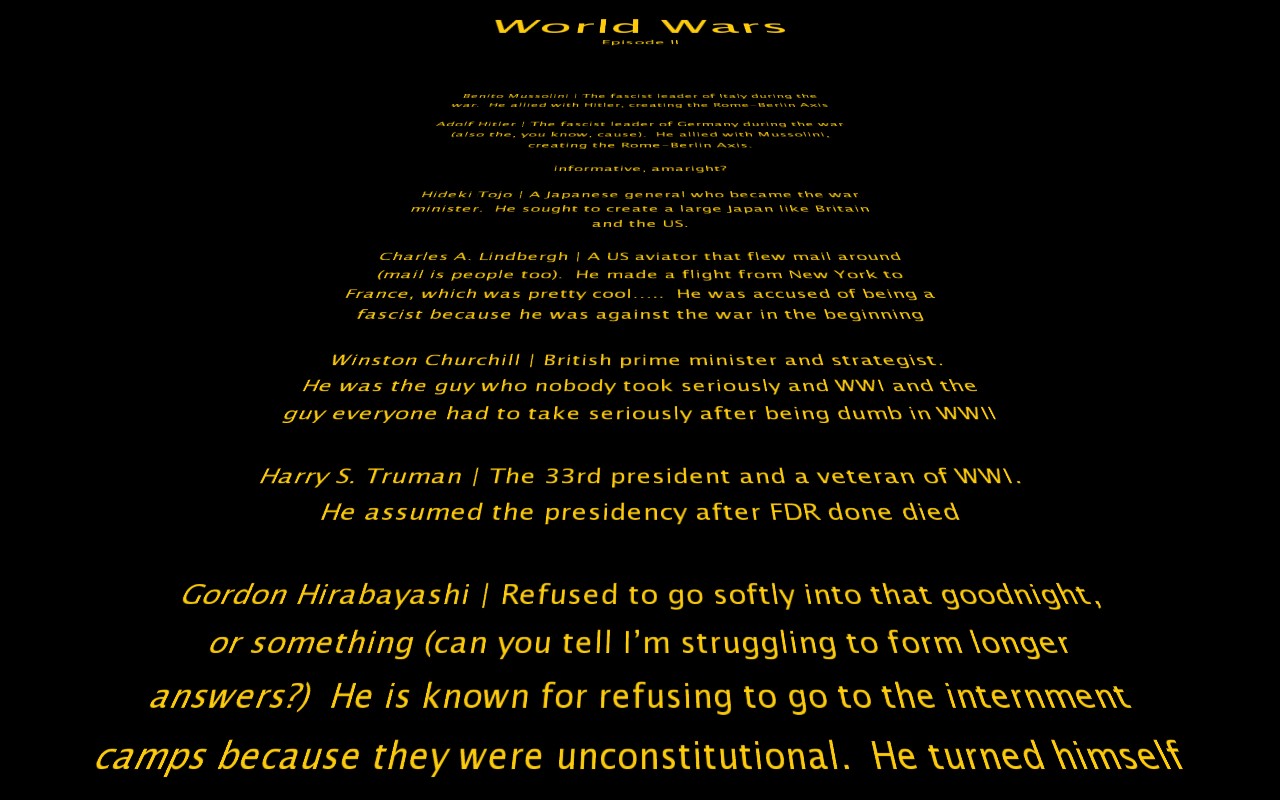 World Wars
Episode II
Benito Mussolini | The fascist leader of Italy during the
war.  He allied with Hitler, creating the Rome-Berlin Axis
Adolf Hitler | The fascist leader of Germany during the war
(also the, you know, cause).  He allied with Mussolini,
creating the Rome-Berlin Axis.
informative, amaright?
Hideki Tojo | A Japanese general who became the war
minister.  He sought to create a large Japan like Britain
and the US.
Charles A. Lindbergh | A US aviator that flew mail around
(mail is people too).  He made a flight from New York to
France, which was pretty cool.....  He was accused of being a
fascist because he was against the war in the beginning
Winston Churchill | British prime minister and strategist.
He was the guy who nobody took seriously and WWI and the
guy everyone had to take seriously after being dumb in WWII
Harry S. Truman | The 33rd president and a veteran of WWI.
He assumed the presidency after FDR done died
Gordon Hirabayashi | Refused to go softly into that goodnight,
or something (can you tell I’m struggling to form longer
answers?)  He is known for refusing to go to the internment
camps because they were unconstitutional.  He turned himself